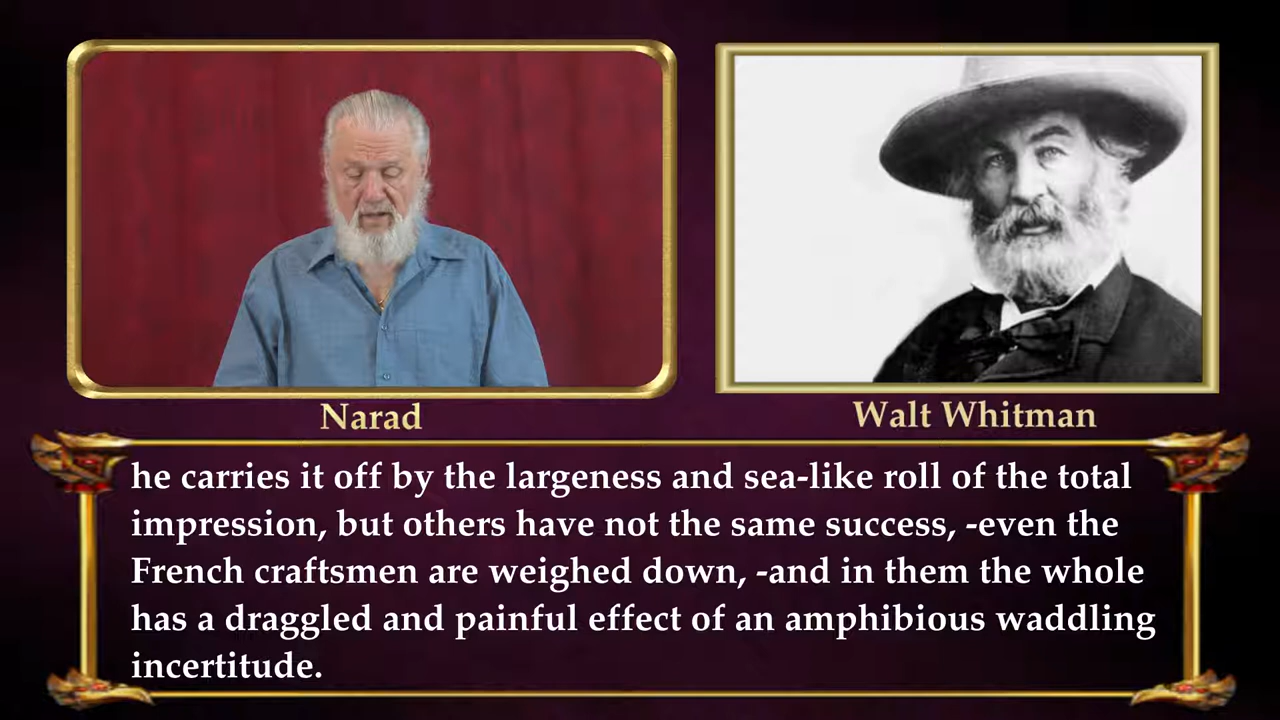 Narad
Walt Whitman
he carries it off by the largeness and sea-like roll of the total
impression, but others have not the same success, -even the
French craftsmen are weighed down, -and in them the whole
has a draggled and painful effect of an amphibious waddling
incertitude.